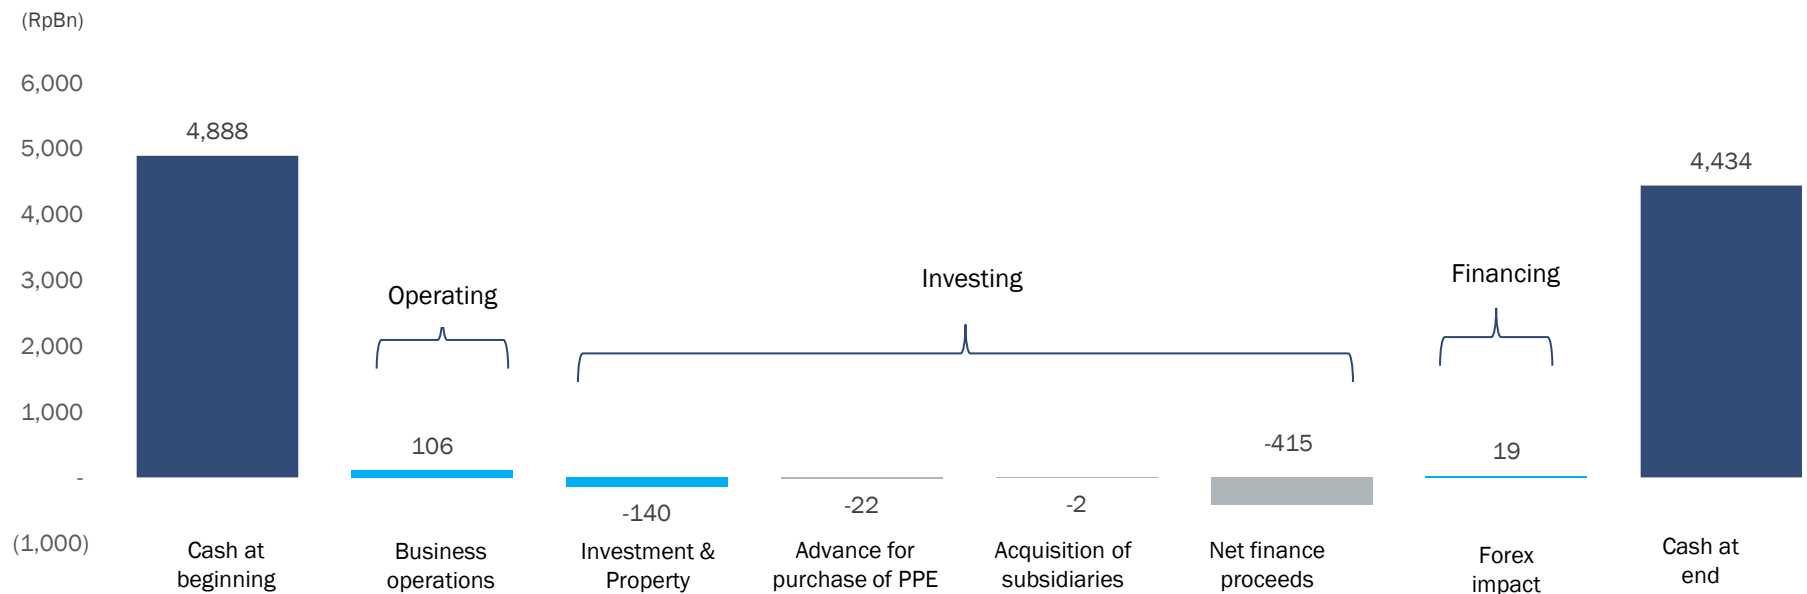 (RpBn)
6,000
5,000
4,000
3,000
2,000
1,000
-
(1,000)
4,888
106
-140
-22
-2
-415
19
4,434
Operating
Investing
Financing
Cash at
beginning
Business
operations
Investment &
Property
Advance for
purchase of PPE
Acquisition of
subsidiaries
Net finance
proceeds
Forex
impact
Cash at
end